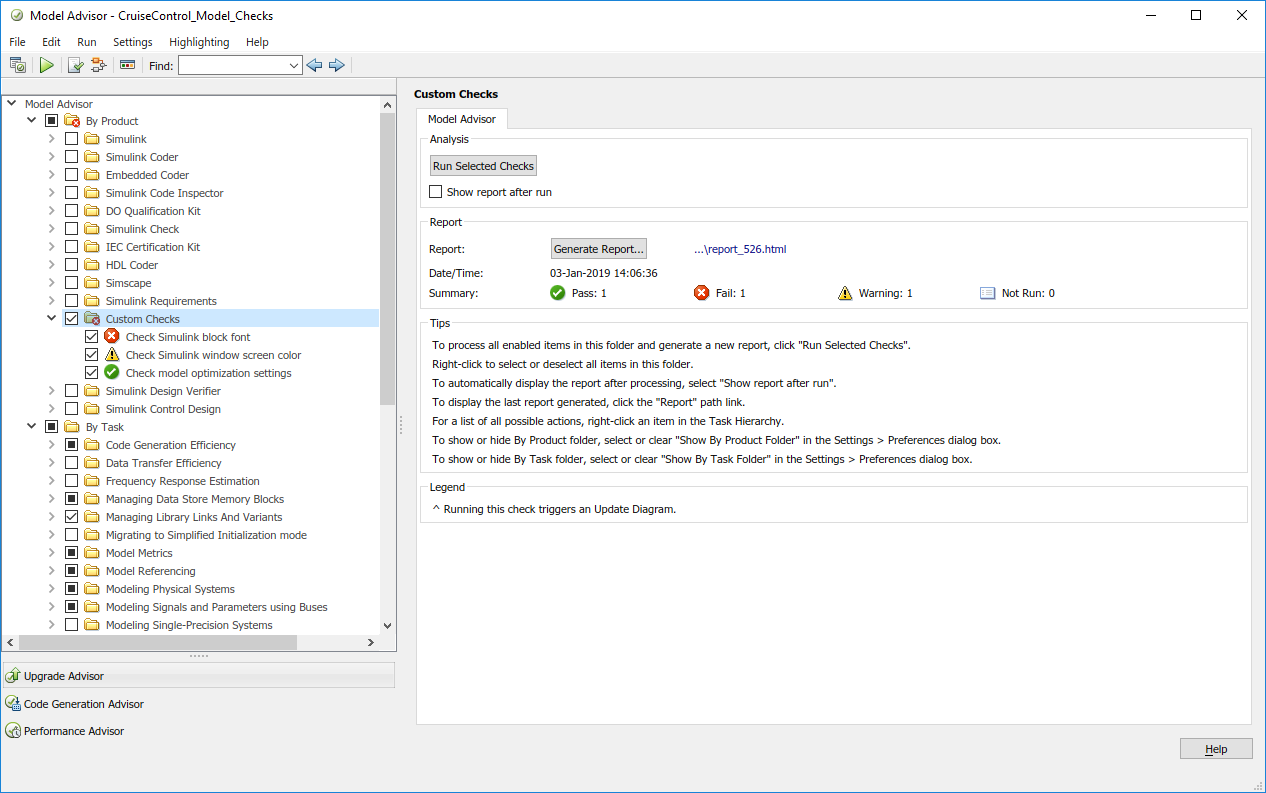 Model Advisor - CruiseControl_Model_Checks
File Edit Run Settings Highlighting Help
Find:
Model Advisor
By Product
Simulink
Simulink Coder
Embedded Coder
Simulink Code Inspector
DO Qualification Kit
Simulink Check
IEC Certification Kit
HDL Coder
Simscape
Simulink Requirements
Custom Checks
Check Simulink block font
Check Simulink window screen color
Check model optimization settings
Simulink Design Verifier
Simulink Control Design
By Task
Code Generation Efficiency
Data Transfer Efficiency
Frequency Response Estimation
Managing Data Store Memory Blocks
Managing Library Links And Variants
Migrating to Simplified Initialization mode
Model Metrics
Model Referencing
Modeling Physical Systems
Modeling Signals and Parameters using Buses
Modeling Single-Precision Systems
Upgrade Advisor
Code Generation Advisor
Performance Advisor
Custom Checks
Model Advisor
Analysis
Run Selected Checks
Show report after run
Report
Report: Generate Report... ...\report_526.html
Date/Time: 03-Jan-2019 14:06:36
Summary: Pass: 1 Fail: 1 Warning: 1 Not Run: 0
Tips
To process all enabled items in this folder and generate a new report, click "Run Selected Checks".
Right-click to select or deselect all items in this folder.
To automatically display the report after processing, select "Show report after run".
To display the last report generated, click the "Report" path link.
For a list of all possible actions, right-click an item in the Task Hierarchy.
To show or hide By Product folder, select or clear "Show By Product Folder" in the Settings > Preferences dialog box.
To show or hide By Task folder, select or clear "Show By Task Folder" in the Settings > Preferences dialog box.
Legend
^ Running this check triggers an Update Diagram.
Help